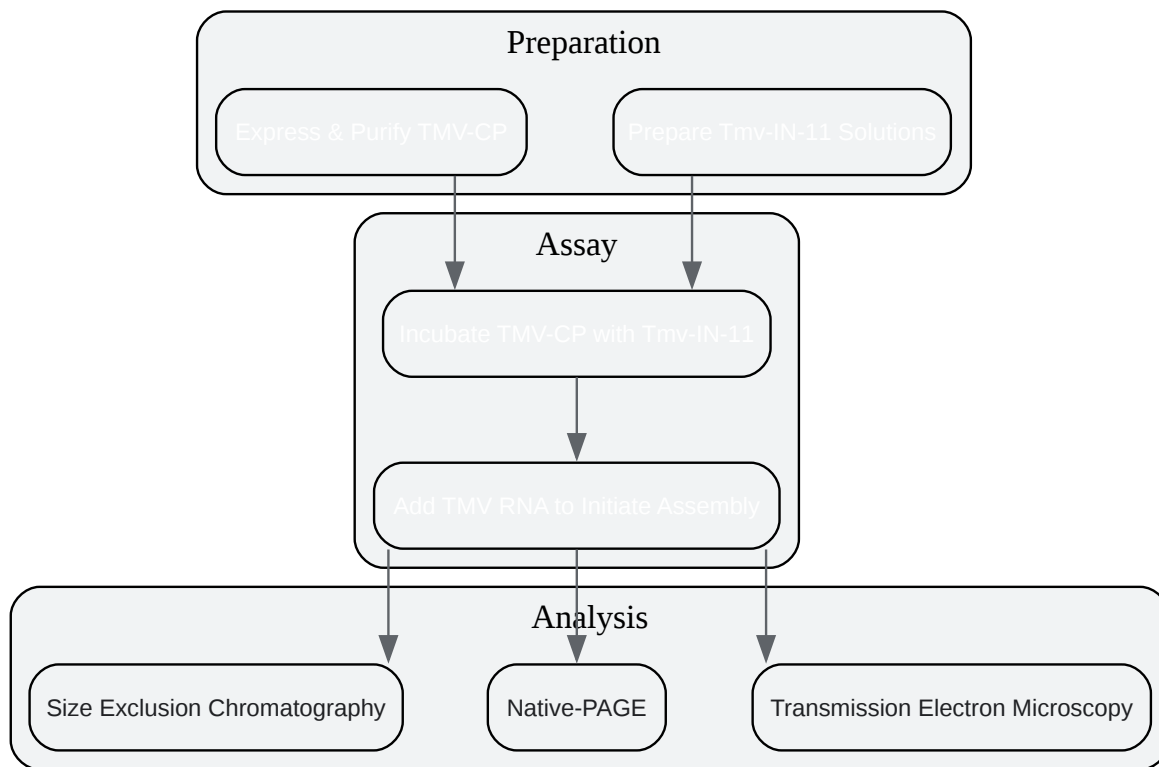 Preparation
Express & Purify TMV-CP
Prepare Tmv-IN-11 Solutions
Assay
Incubate TMV-CP with Tmv-IN-11
Add TMV RNA to Initiate Assembly
Analysis
Size Exclusion Chromatography
Native-PAGE
Transmission Electron Microscopy